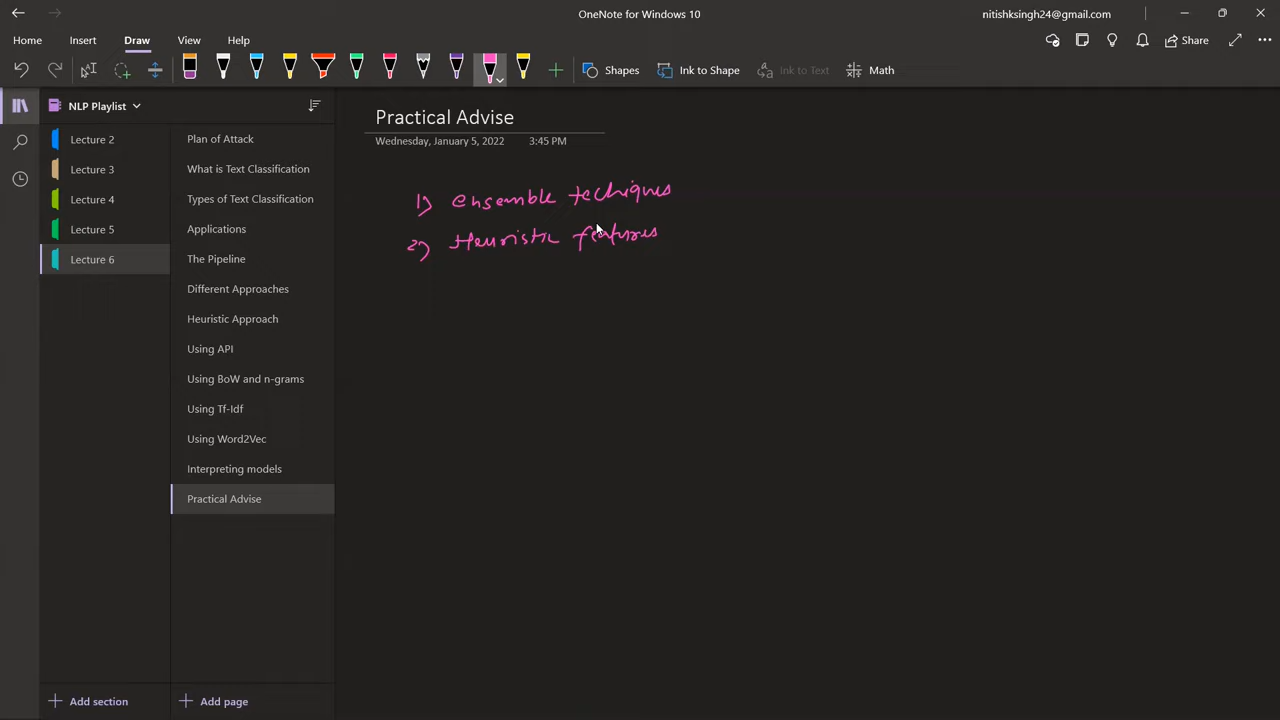 OneNote for Windows 10
nitishksingh24@gmail.com
Home Insert Draw View Help
Share
Shapes Ink to Shape Ink to Text Math
NLP Playlist
Lecture 2
Lecture 3
Lecture 4
Lecture 5
Lecture 6
Plan of Attack
What is Text Classification
Types of Text Classification
Applications
The Pipeline
Different Approaches
Heuristic Approach
Using API
Using BoW and n-grams
Using Tf-Idf
Using Word2Vec
Interpreting models
Practical Advise
Add section
Add page
Practical Advise
Wednesday, January 5, 2022 3:45 PM
1) Ensemble techiques
2) Heuristic features